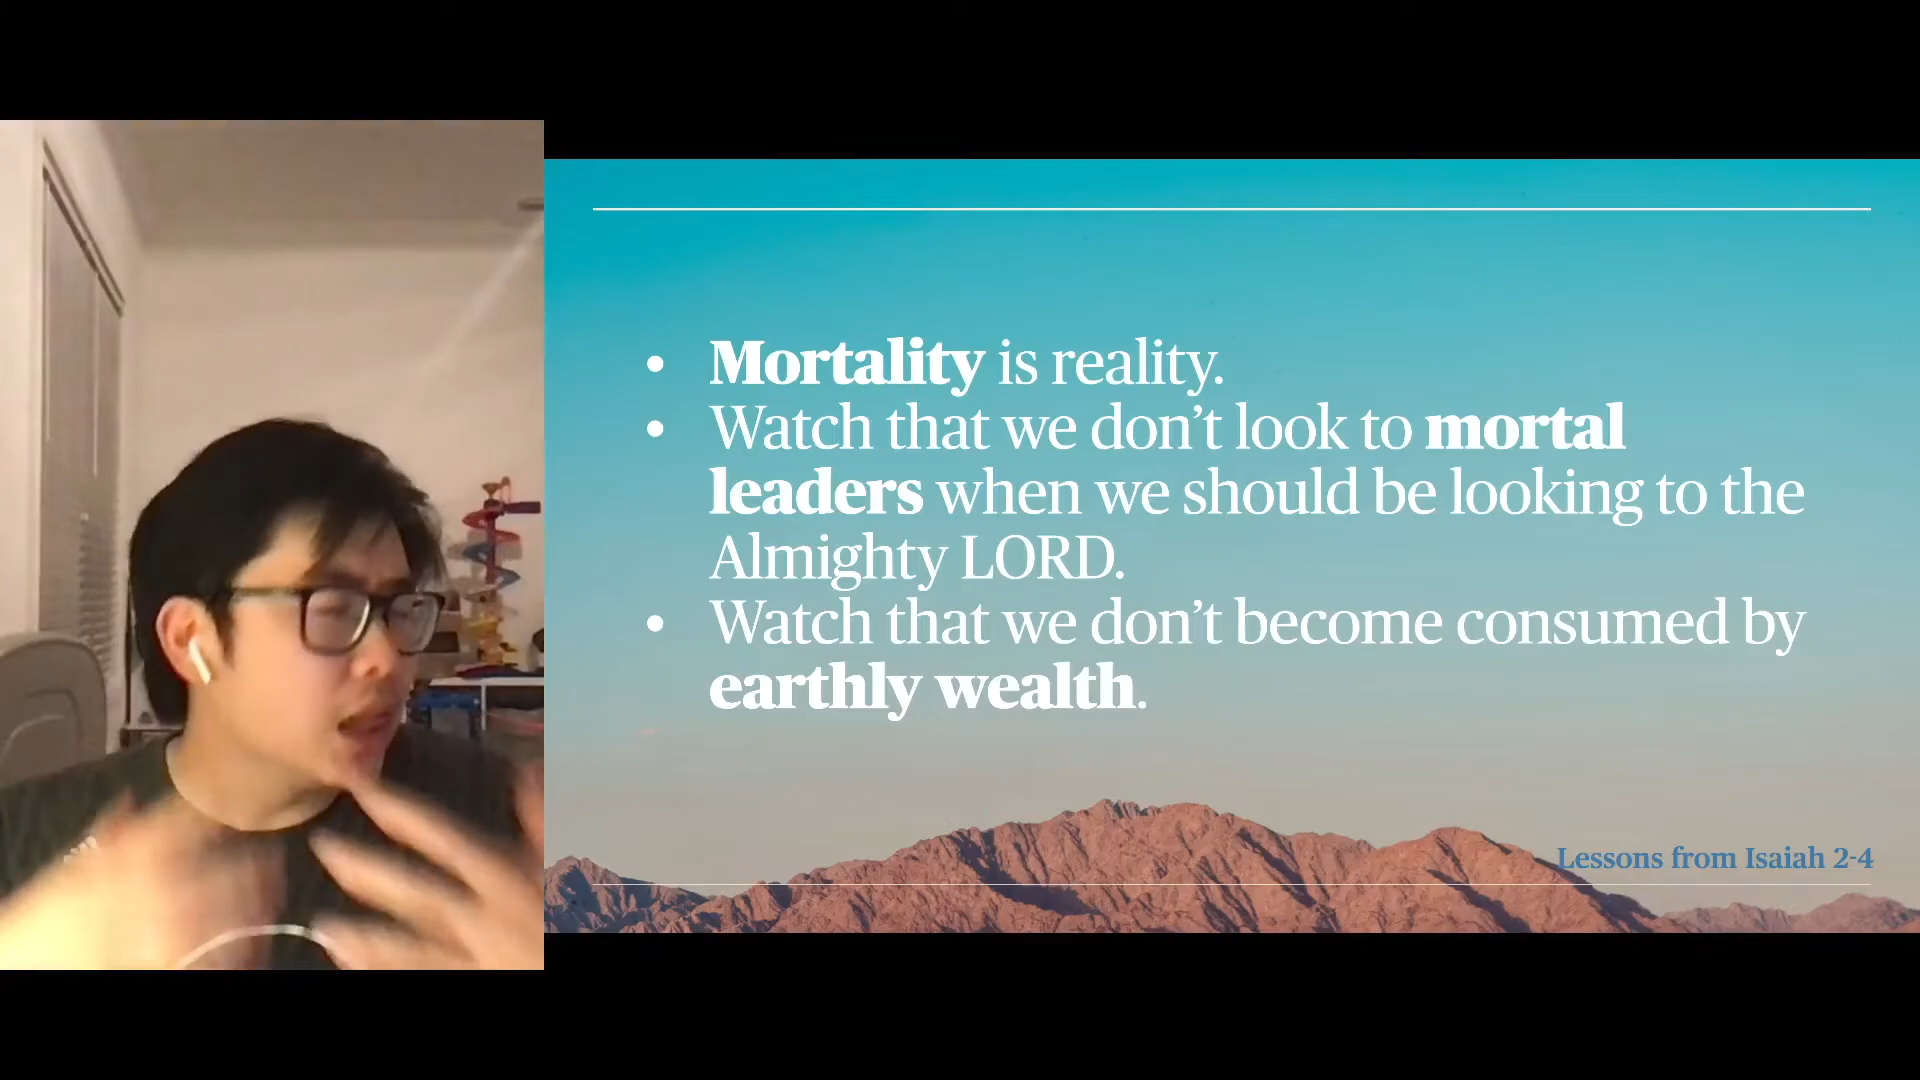 • Mortality is reality.
• Watch that we don’t look to mortal
leaders when we should be looking to the
Almighty LORD.
• Watch that we don’t become consumed by
earthly wealth.
Lessons from Isaiah 2-4